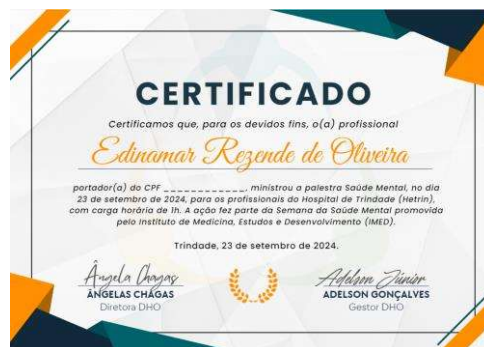 CERTIFICADO
Certificamos que, para os devidos fins, o(a) profissional
Edinamar Rezende de Oliveira
portador(a) do CPF _____________, ministrou a palestra Saúde Mental, no dia
23 de setembro de 2024, para os profissionais do Hospital de Trindade (Hetrin),
com carga horária de 1h. A ação fez parte da Semana da Saúde Mental promovida
pelo Instituto de Medicina, Estudos e Desenvolvimento (IMED).
Trindade, 23 de setembro de 2024.
Ângela Chagas
Adelson Júnior
ÂNGELAS CHAGAS
ADELSON GONÇALVES
Diretora DHO
Gestor DHO